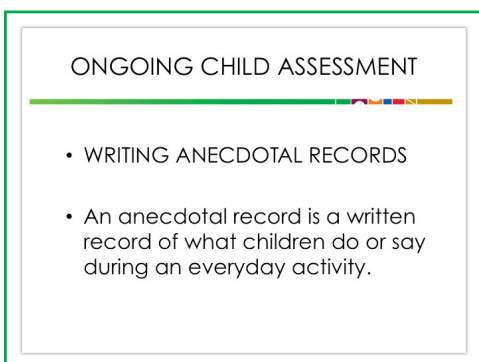 ONGOING CHILD ASSESSMENT
• WRITING ANECDOTAL RECORDS
• An anecdotal record is a written
record of what children do or say
during an everyday activity.